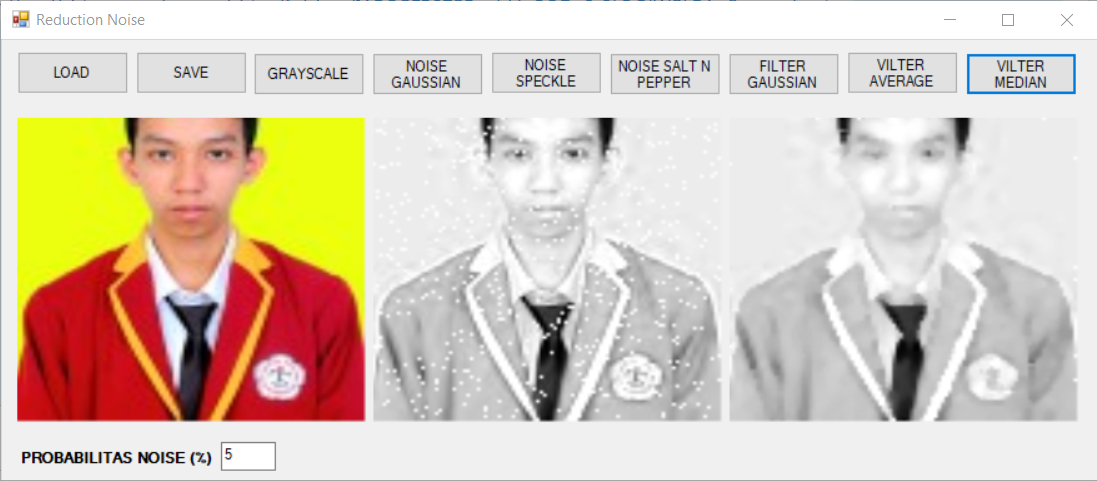 Reduction Noise
LOAD
SAVE
GRAYSCALE
NOISE
GAUSSIAN
NOISE
SPECKLE
NOISE SALT N
PEPPER
FILTER
GAUSSIAN
VILTER
AVERAGE
VILTER
MEDIAN
PROBABILITAS NOISE (%) 5